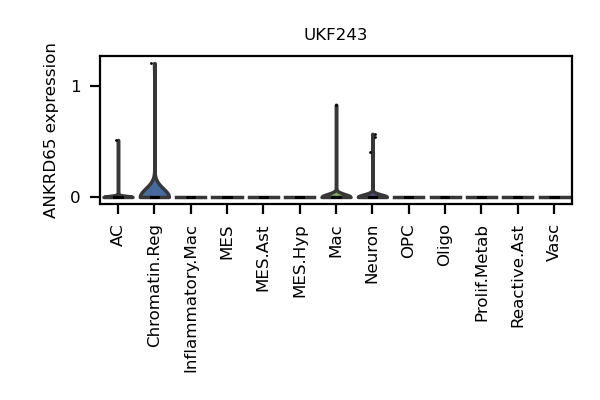 UKF243
ANKRD65 expression
1
0
AC
Chromatin.Reg
Inflammatory.Mac
MES
MES.Ast
MES.Hyp
Mac
Neuron
OPC
Oligo
Prolif.Metab
Reactive.Ast
Vasc